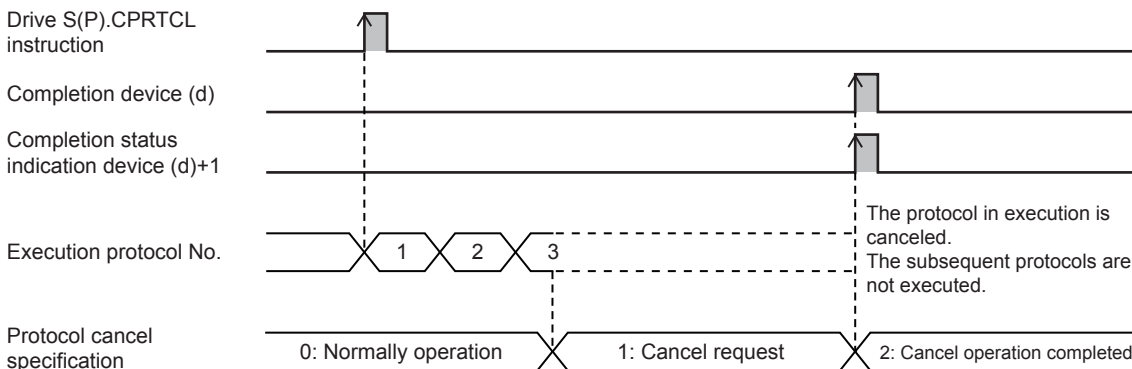 Drive S(P).CPRTCL
instruction
Completion device (d)
Completion status
indication device (d)+1
The protocol in execution is
canceled.
The subsequent protocols are
not executed.
Execution protocol No.
1
2
3
Protocol cancel
specification
0: Normally operation
1: Cancel request
2: Cancel operation completed